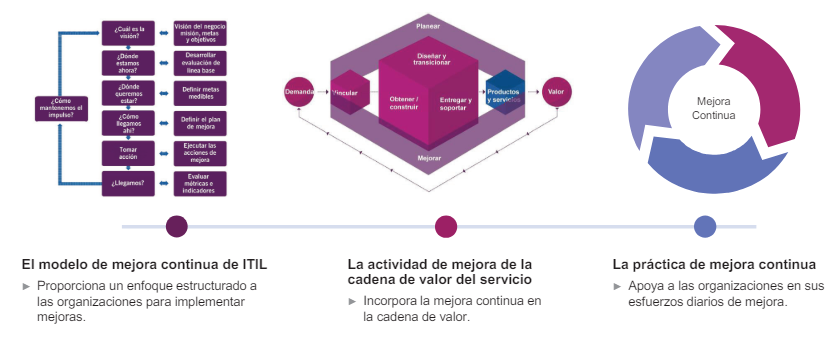 ¿Cuál es la
visión?
Visión del negocio
misión, metas
y objetivos
¿Dónde
estamos
ahora?
Desarrollar
evaluación de
línea base
¿Dónde
queremos
estar?
Definir metas
medibles
¿Cómo
mantenemos el
impulso?
¿Cómo
llegamos
ahí?
Definir el plan
de mejora
Tomar
acción
Ejecutar las
acciones de
mejora
¿Llegamos?
Evaluar
métricas e
indicadores
Planear
Diseñar y
transicionar
Demanda
Vincular
Obtener /
construir
Entregar y
soportar
Productos
y servicios
Valor
Mejorar
Mejora
Continua
El modelo de mejora continua de ITIL
► Proporciona un enfoque estructurado a
las organizaciones para implementar
mejoras.
La actividad de mejora de la
cadena de valor del servicio
► Incorpora la mejora continua en
la cadena de valor.
La práctica de mejora continua
► Apoya a las organizaciones en sus
esfuerzos diarios de mejora.